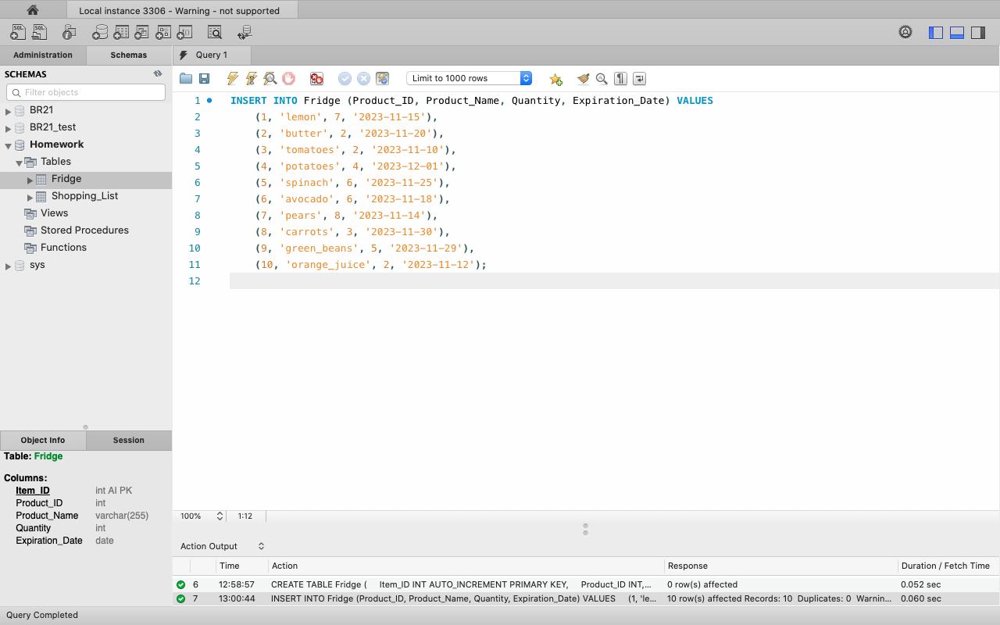 Local instance 3306 - Warning - not supported
Administration
Schemas
Query 1
SCHEMAS
Filter objects
BR21
BR21_test
Homework
Tables
Fridge
Shopping_List
Views
Stored Procedures
Functions
sys
Limit to 1000 rows
1 INSERT INTO Fridge (Product_ID, Product_Name, Quantity, Expiration_Date) VALUES
2 (1, 'lemon', 7, '2023-11-15'),
3 (2, 'butter', 2, '2023-11-20'),
4 (3, 'tomatoes', 2, '2023-11-10'),
5 (4, 'potatoes', 4, '2023-12-01'),
6 (5, 'spinach', 6, '2023-11-25'),
7 (6, 'avocado', 6, '2023-11-18'),
8 (7, 'pears', 8, '2023-11-14'),
9 (8, 'carrots', 3, '2023-11-30'),
10 (9, 'green_beans', 5, '2023-11-29'),
11 (10, 'orange_juice', 2, '2023-11-12');
12
Object Info
Session
Table: Fridge
Columns:
Item_ID int AI PK
Product_ID int
Product_Name varchar(255)
Quantity int
Expiration_Date date
100% 1:12
Action Output
Time Action Response Duration / Fetch Time
6 12:58:57 CREATE TABLE Fridge ( Item_ID INT AUTO_INCREMENT PRIMARY KEY, Product_ID INT,... 0 row(s) affected 0.052 sec
7 13:00:44 INSERT INTO Fridge (Product_ID, Product_Name, Quantity, Expiration_Date) VALUES (1, 'le... 10 row(s) affected Records: 10 Duplicates: 0 Warnin... 0.060 sec
Query Completed